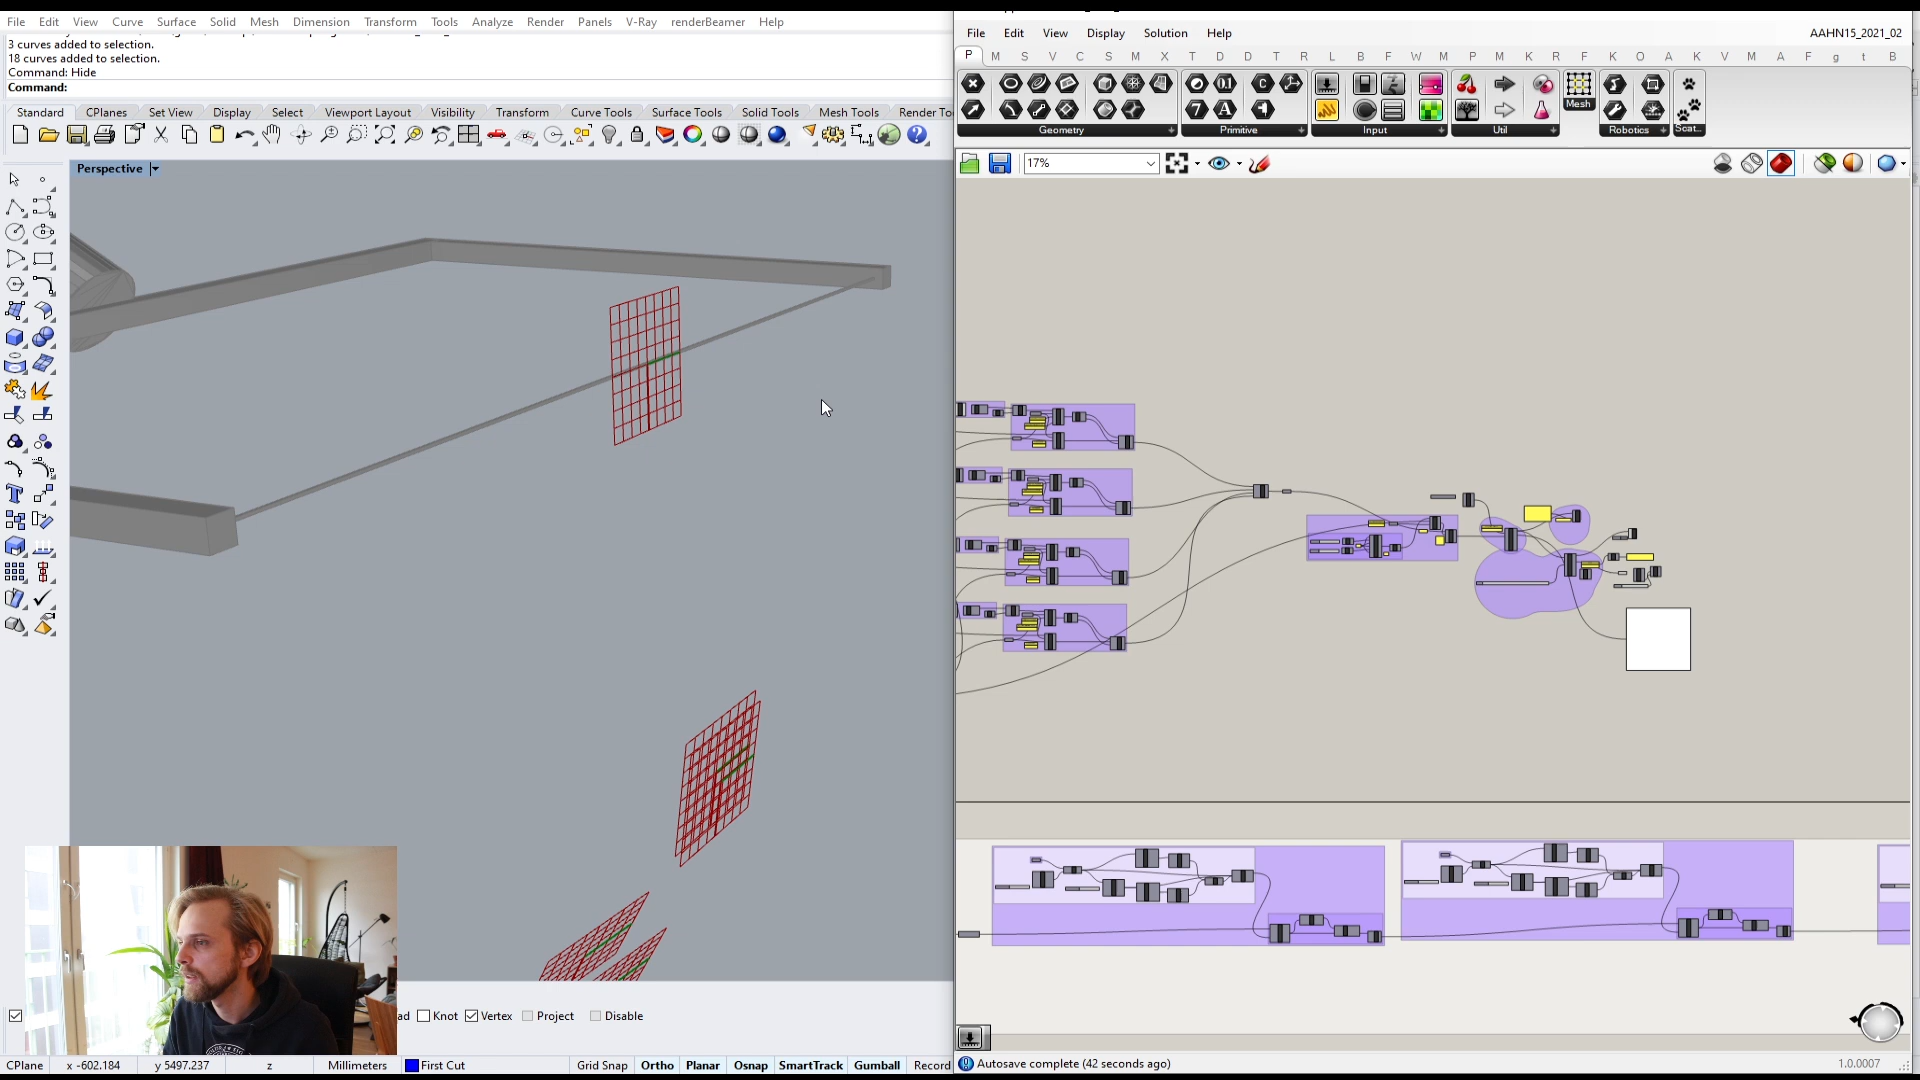 File Edit View Curve Surface Solid Mesh Dimension Transform Tools Analyze Render Panels V-Ray renderBeamer Help
3 curves added to selection.
18 curves added to selection.
Command: Hide
Command:
Standard CPlanes Set View Display Select Viewport Layout Visibility Transform Curve Tools Surface Tools Solid Tools Mesh Tools Render To
Perspective
ad Knot Vertex Project Disable
CPlane x -602.184 y 5497.237 z Millimeters First Cut Grid Snap Ortho Planar Osnap SmartTrack Gumball Record
File Edit View Display Solution Help AAHN15_2021_02
P M S V C S M X T D D T R L B F W M P M K R K O A K V M A F g t B
Geometry Primitive Input Util Mesh Robotics Scat..
17%
Autosave complete (42 seconds ago) 1.0.0007